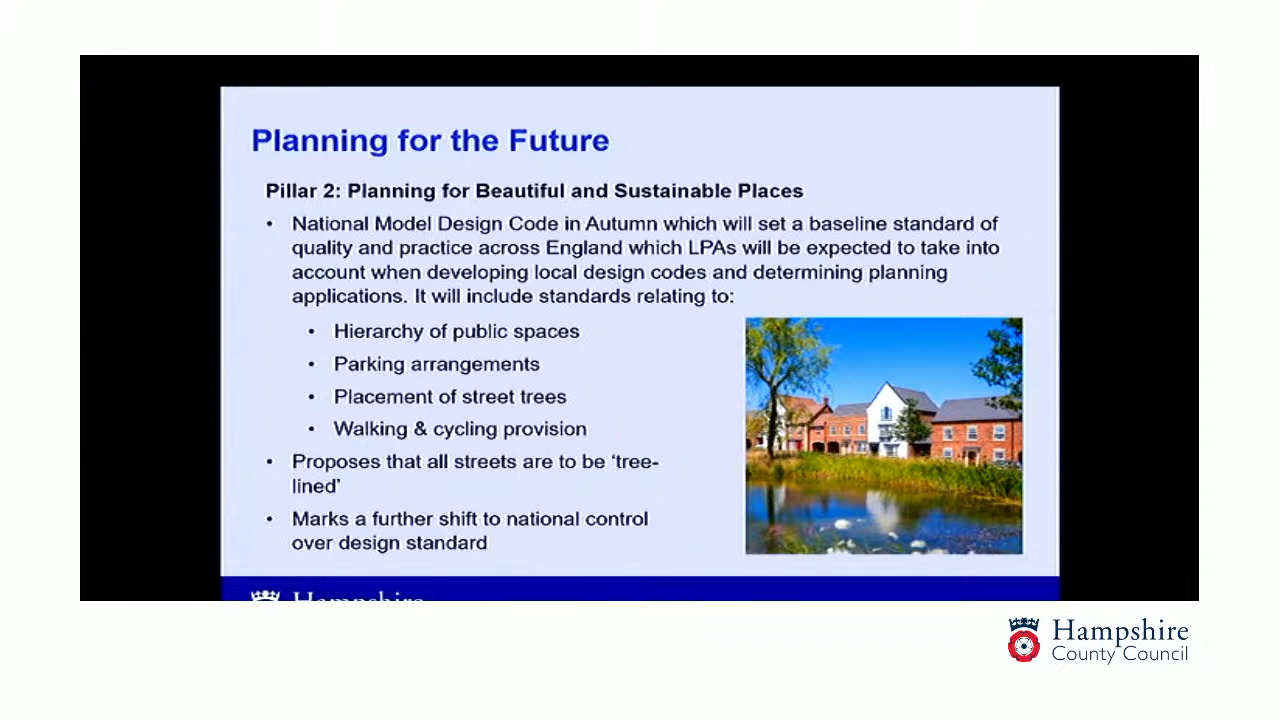 Planning for the Future
Pillar 2: Planning for Beautiful and Sustainable Places
• National Model Design Code in Autumn which will set a baseline standard of
quality and practice across England which LPAs will be expected to take into
account when developing local design codes and determining planning
applications. It will include standards relating to:
• Hierarchy of public spaces
• Parking arrangements
• Placement of street trees
• Walking & cycling provision
• Proposes that all streets are to be ‘tree-
lined’
• Marks a further shift to national control
over design standard
Hampshire
Hampshire
County Council